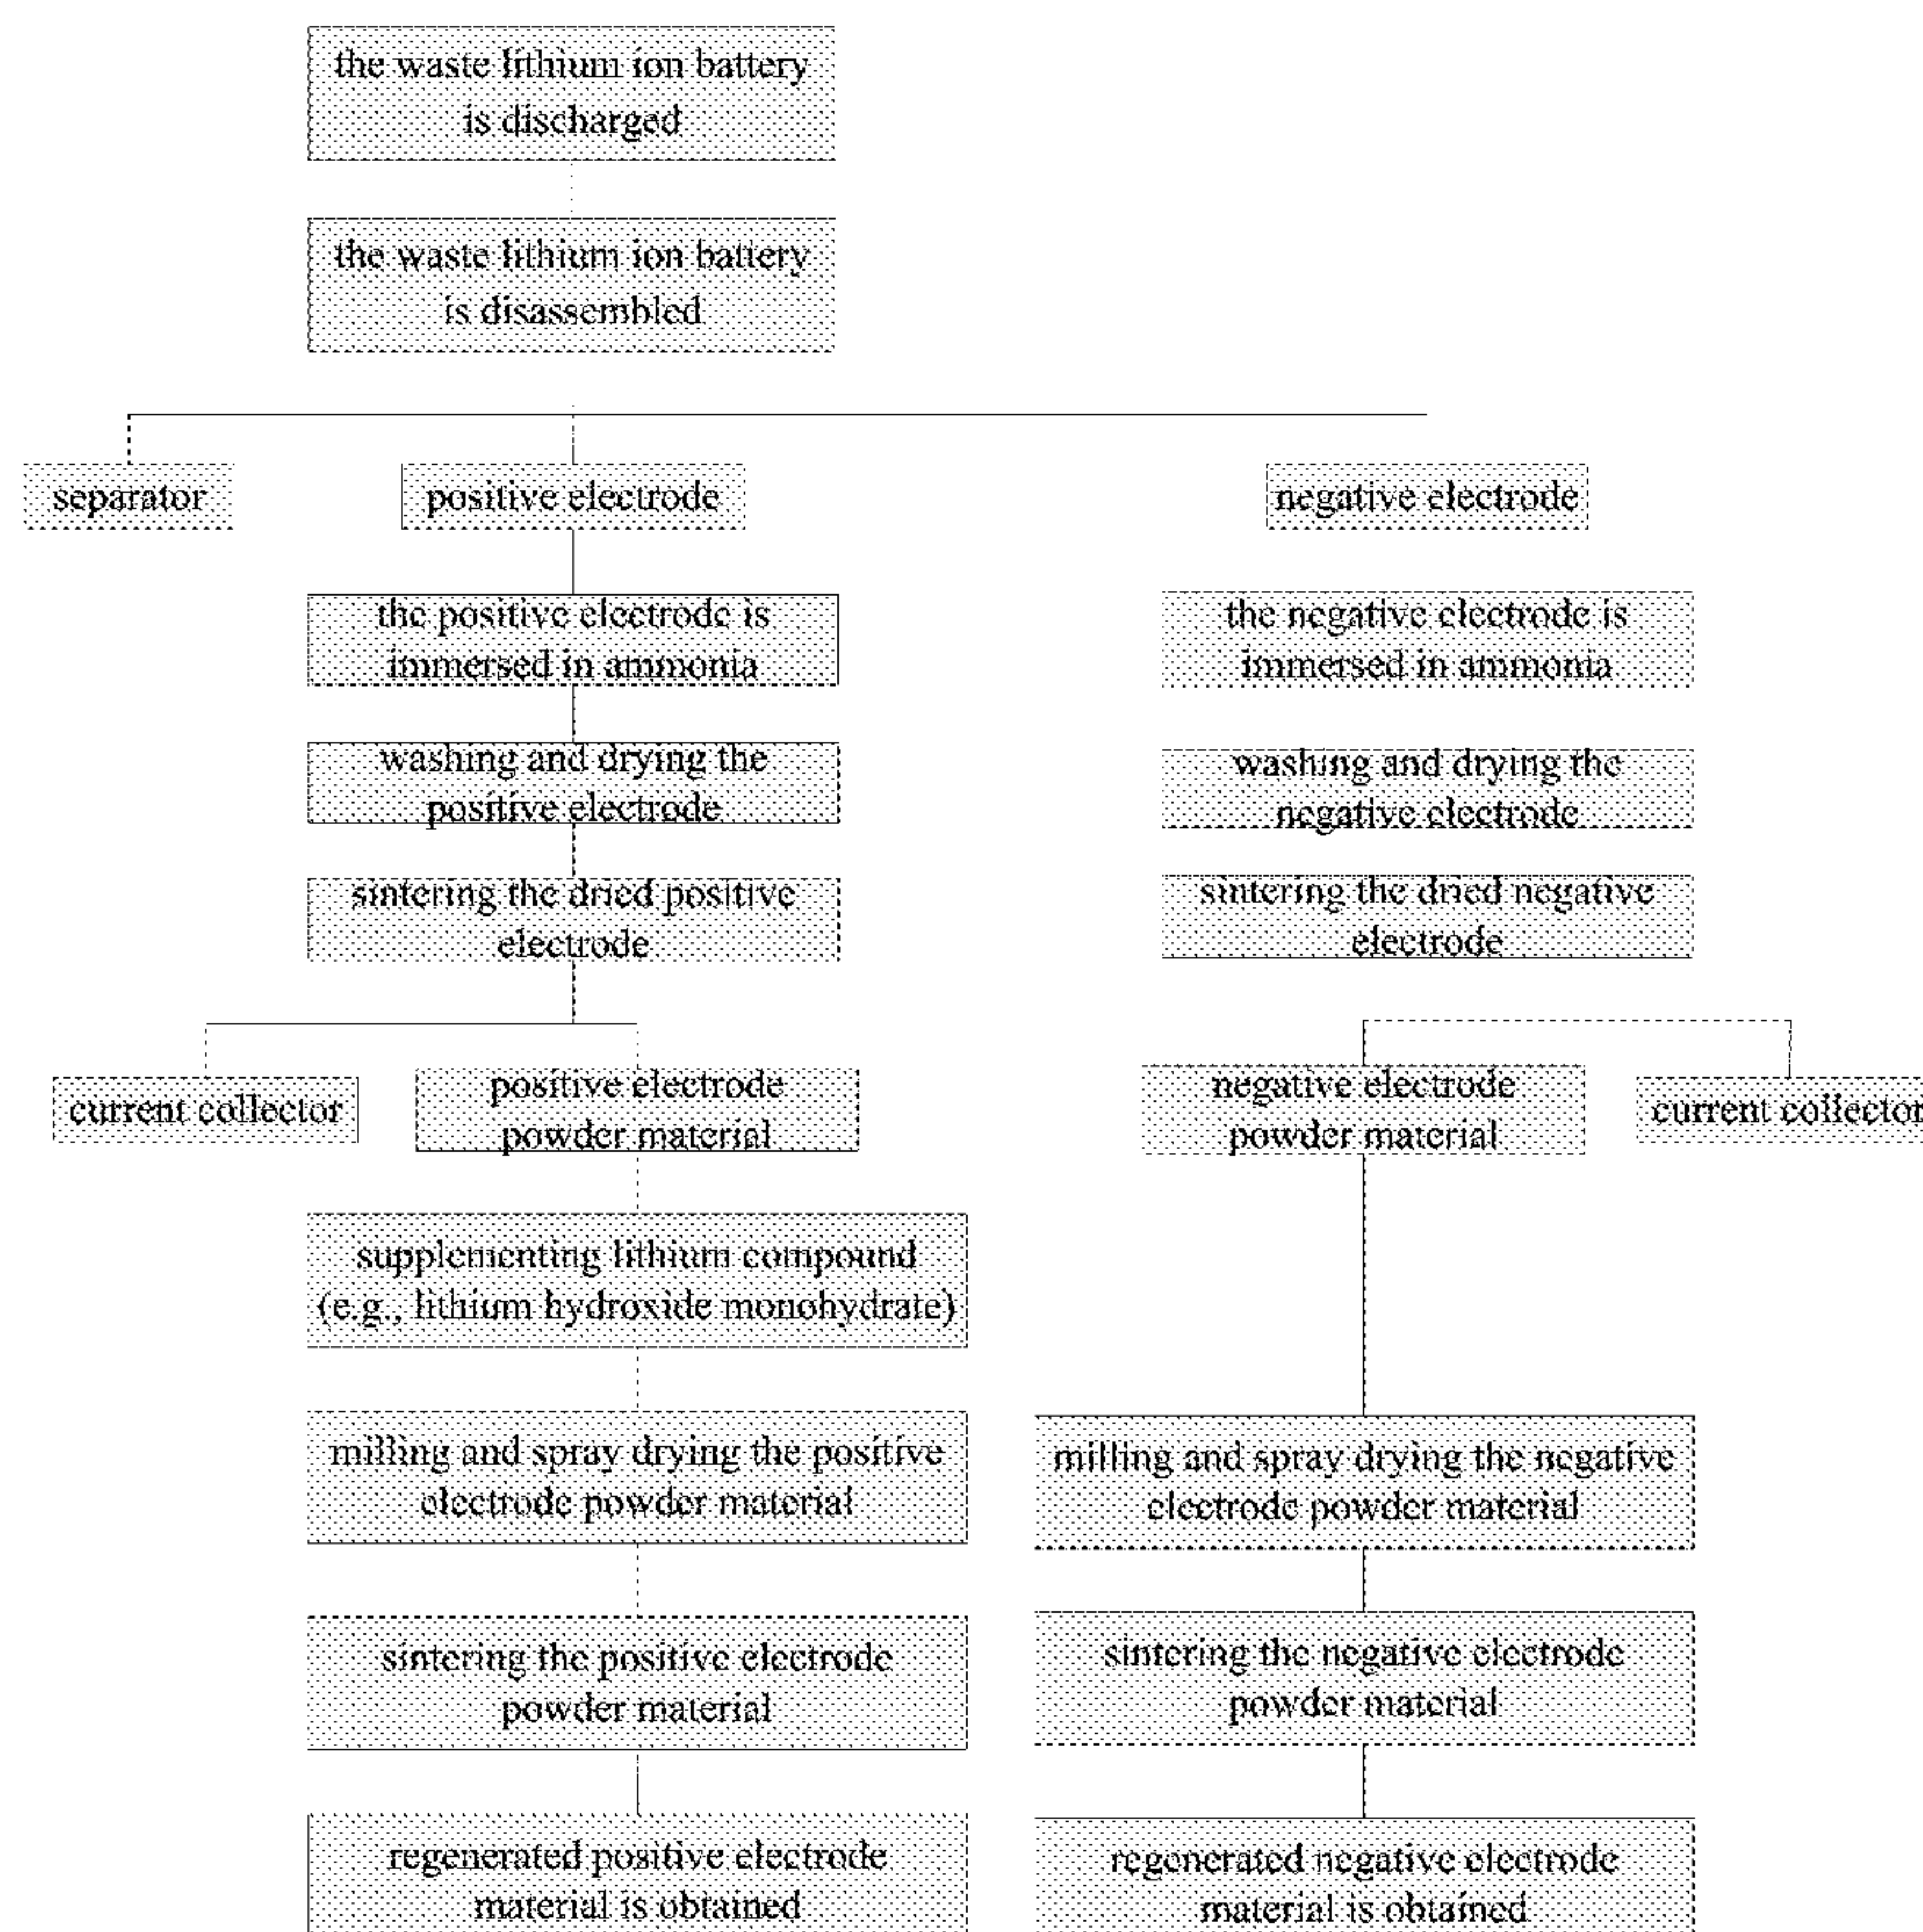 the waste lithium ion battery
is discharged
the waste lithium ion battery
is disassembled
separator
positive electrode
negative electrode
the positive electrode is
immersed in ammonia
the negative electrode is
immersed in ammonia
washing and drying the
positive electrode
washing and drying the
negative electrode
sintering the dried positive
electrode
sintering the dried negative
electrode
current collector
positive electrode
powder material
negative electrode
powder material
current collector
supplementing lithium compound
(e.g., lithium hydroxide monohydrate)
milling and spray drying the positive
electrode powder material
milling and spray drying the negative
electrode powder material
sintering the positive electrode
powder material
sintering the negative electrode
powder material
regenerated positive electrode
material is obtained
regenerated negative electrode
material is obtained